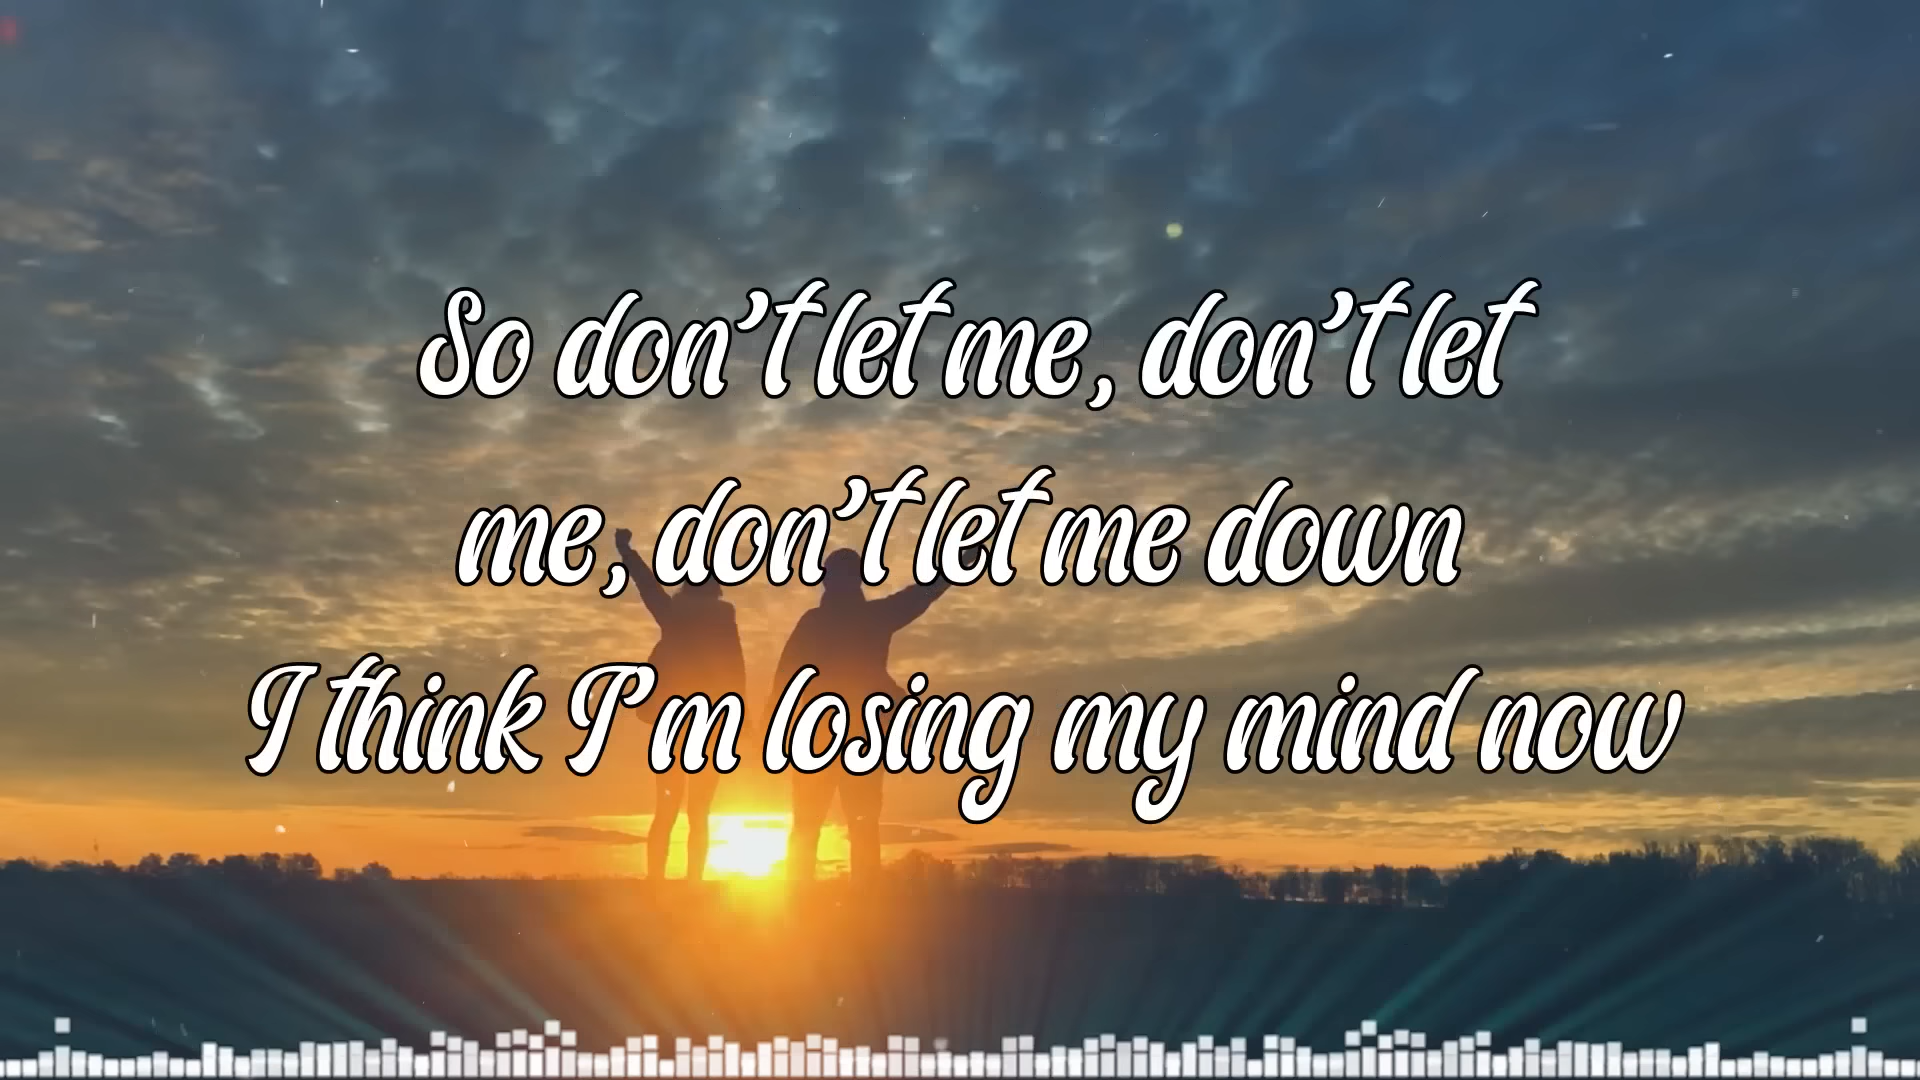 So don't let me, don't let
me, don't let me down
I think I'm losing my mind now